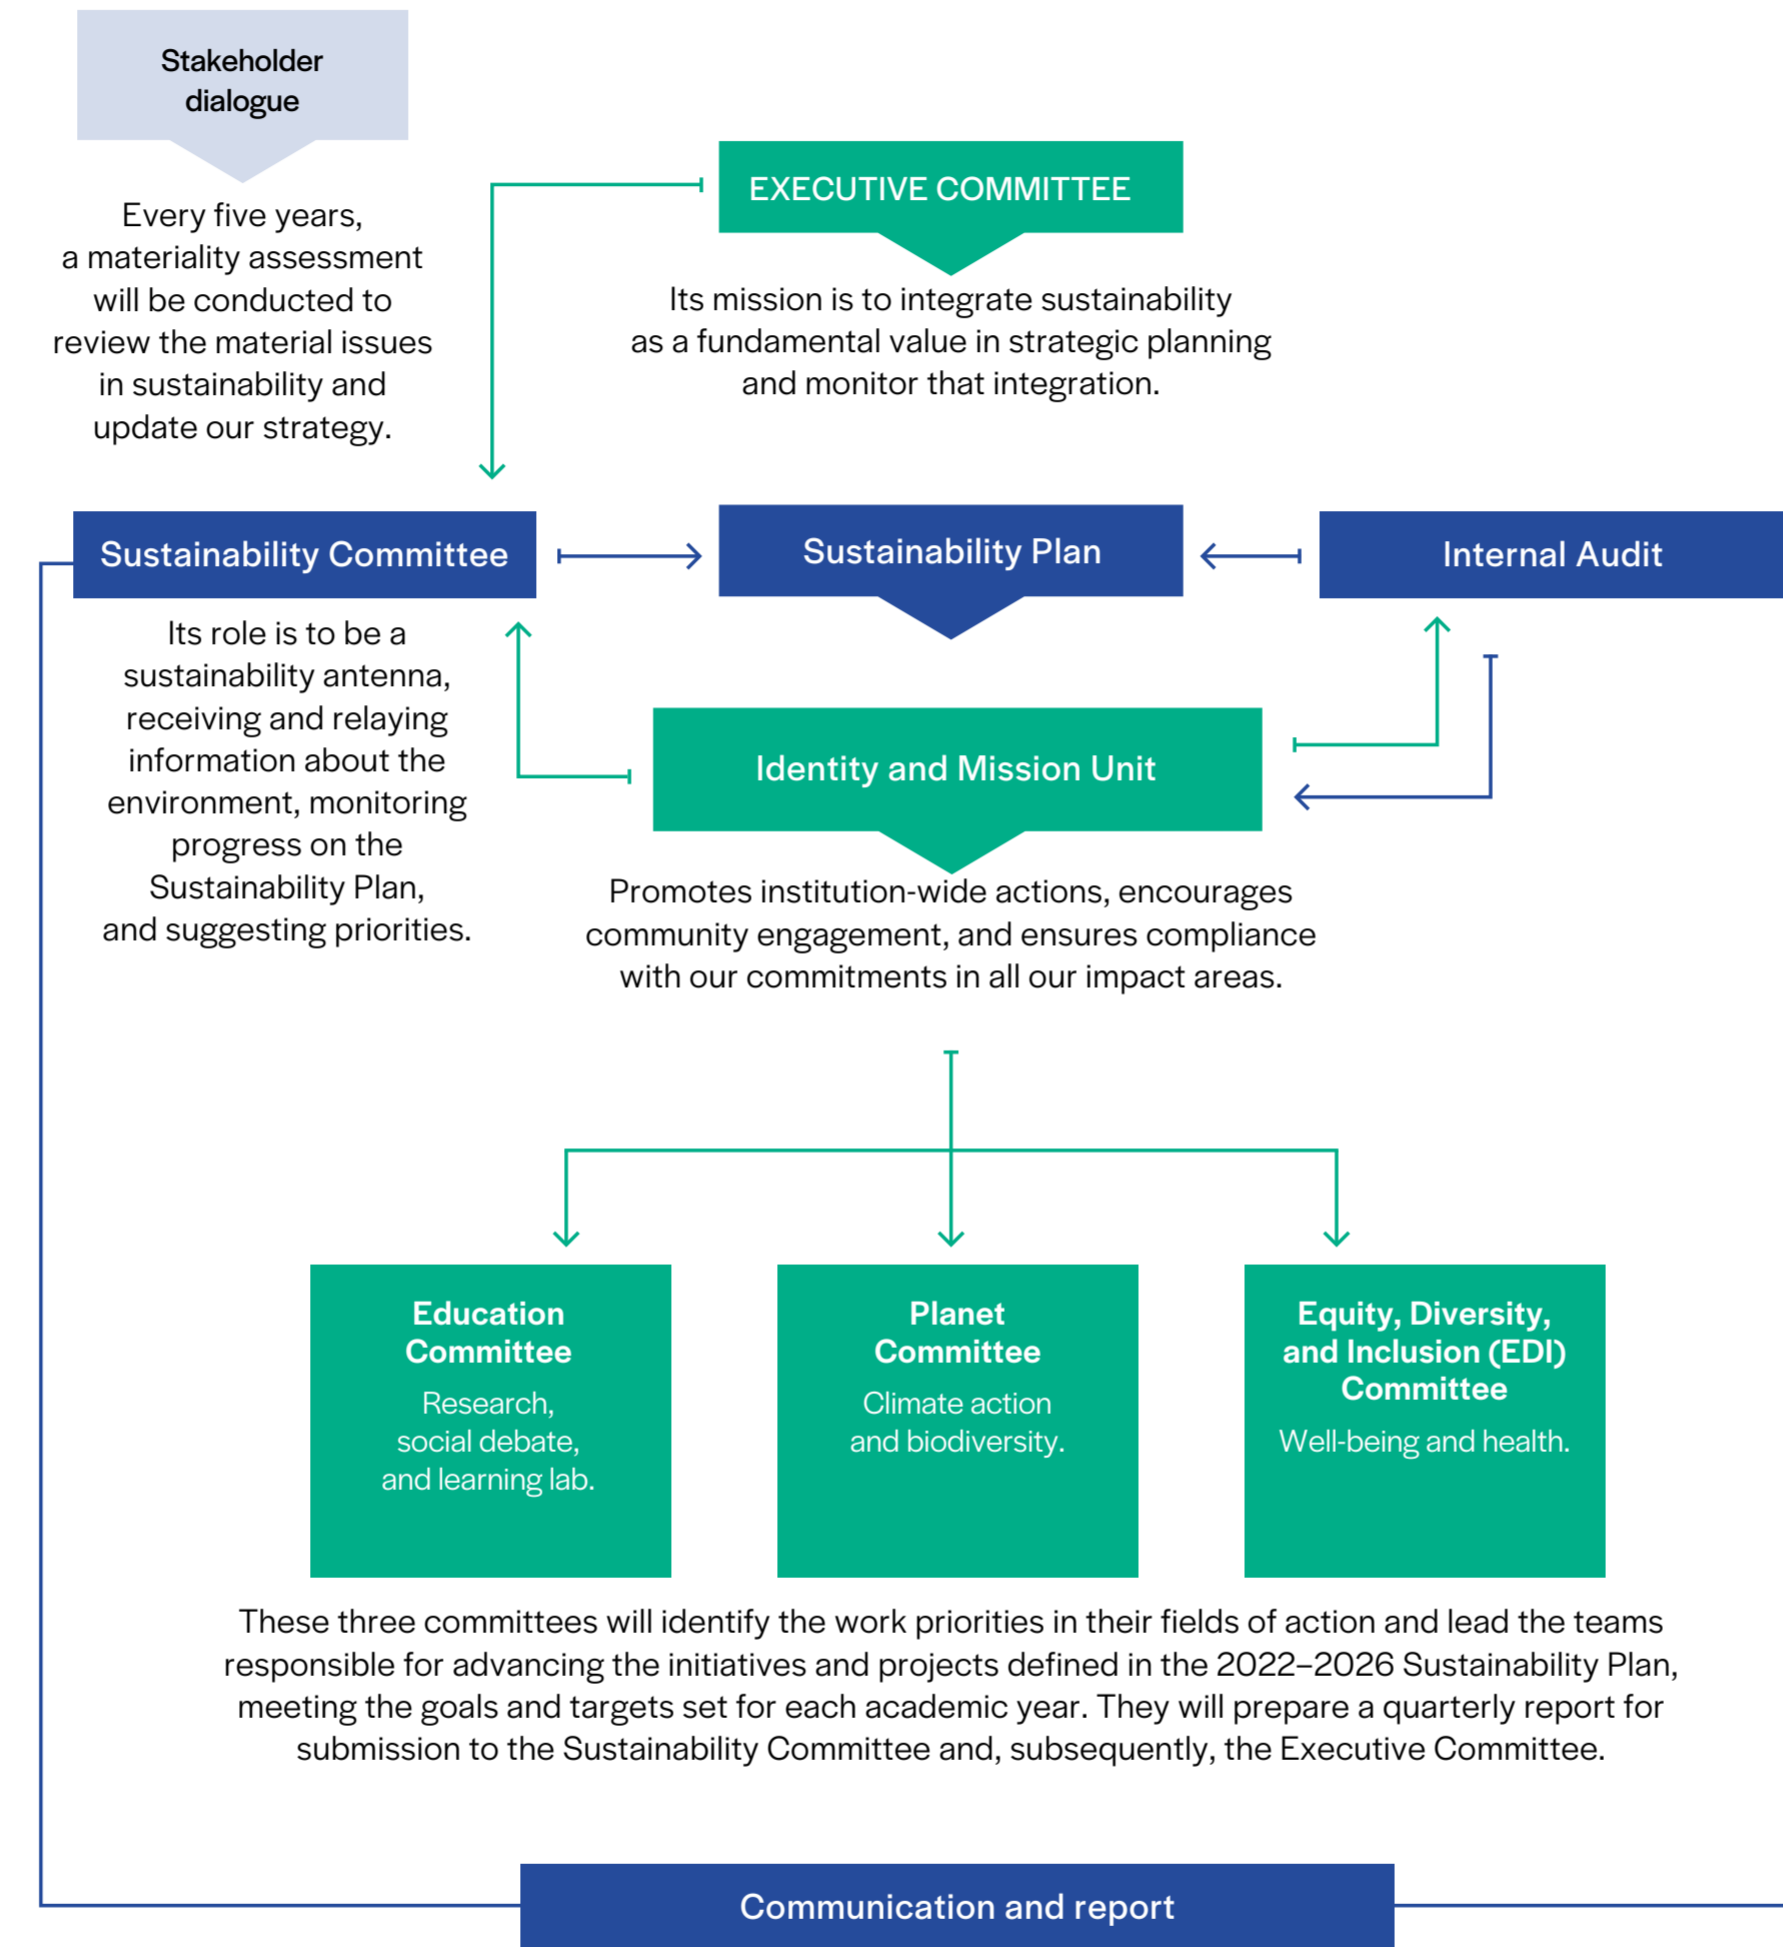 Stakeholder
dialogue
Every five years,
a materiality assessment
will be conducted to
review the material issues
in sustainability and
update our strategy.
EXECUTIVE COMMITTEE
Its mission is to integrate sustainability
as a fundamental value in strategic planning
and monitor that integration.
Sustainability Committee
Sustainability Plan
Internal Audit
Its role is to be a
sustainability antenna,
receiving and relaying
information about the
environment, monitoring
progress on the
Sustainability Plan,
and suggesting priorities.
Identity and Mission Unit
Promotes institution-wide actions, encourages
community engagement, and ensures compliance
with our commitments in all our impact areas.
Education
Committee
Research,
social debate,
and learning lab.
Planet
Committee
Climate action
and biodiversity.
Equity, Diversity,
and Inclusion (EDI)
Committee
Well-being and health.
These three committees will identify the work priorities in their fields of action and lead the teams
responsible for advancing the initiatives and projects defined in the 2022–2026 Sustainability Plan,
meeting the goals and targets set for each academic year. They will prepare a quarterly report for
submission to the Sustainability Committee and, subsequently, the Executive Committee.
Communication and report